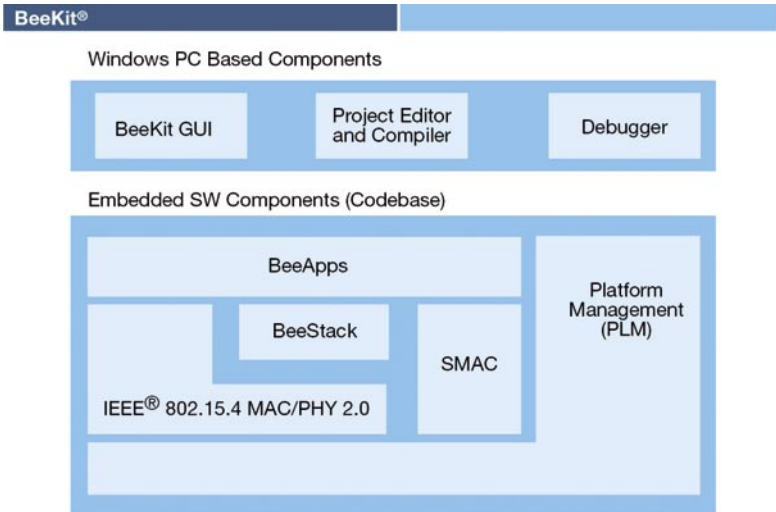 BeeKit®
Windows PC Based Components
BeeKit GUI
Project Editor
and Compiler
Debugger
Embedded SW Components (Codebase)
BeeApps
Platform
Management
(PLM)
BeeStack
SMAC
IEEE® 802.15.4 MAC/PHY 2.0